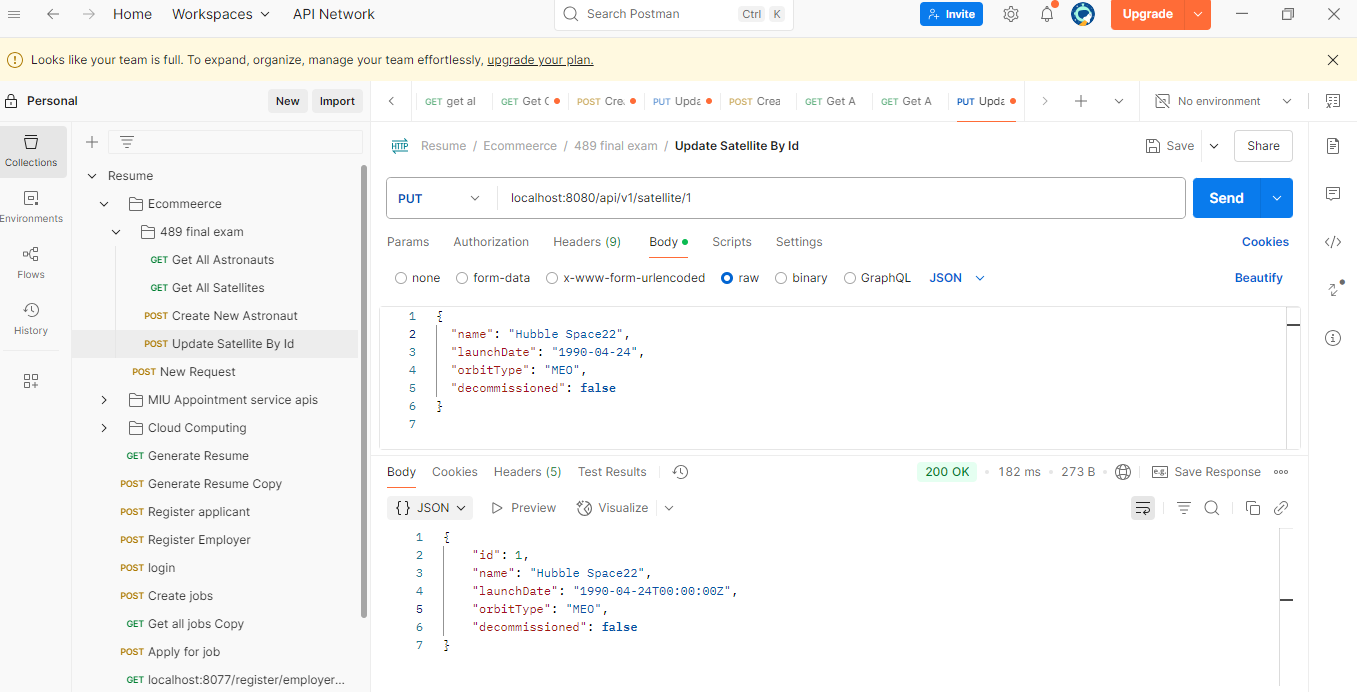 Home Workspaces API Network Search Postman Ctrl K Invite Upgrade
Looks like your team is full. To expand, organize, manage your team effortlessly, upgrade your plan.
Personal New Import
GET get al GET Get C POST Cre. PUT Upda POST Crea GET Get A GET Get A PUT Upda No environment
Collections
Environments
Flows
History
Resume
Ecommeerce
489 final exam
GET Get All Astronauts
GET Get All Satellites
POST Create New Astronaut
POST Update Satellite By Id
POST New Request
MIU Appointment service apis
Cloud Computing
GET Generate Resume
POST Generate Resume Copy
POST Register applicant
POST Register Employer
POST login
POST Create jobs
GET Get all jobs Copy
POST Apply for job
GET localhost:8077/register/employer...
HTTP Resume / Ecommeerce / 489 final exam / Update Satellite By Id Save Share
PUT localhost:8080/api/v1/satellite/1 Send
Params Authorization Headers (9) Body Scripts Settings Cookies
none form-data x-www-form-urlencoded raw binary GraphQL JSON Beautify
1 {
2 "name": "Hubble Space22",
3 "launchDate": "1990-04-24",
4 "orbitType": "MEO",
5 "decommissioned": false
6 }
7
Body Cookies Headers (5) Test Results 200 OK • 182 ms • 273 B • e.g. Save Response
{} JSON Preview Visualize
1 {
2 "id": 1,
3 "name": "Hubble Space22",
4 "launchDate": "1990-04-24T00:00:00Z",
5 "orbitType": "MEO",
6 "decommissioned": false
7 }